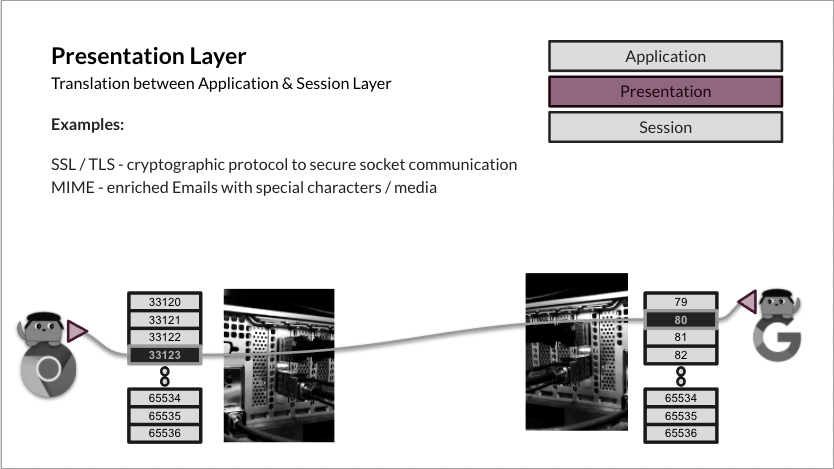 Presentation Layer
Translation between Application & Session Layer
Examples:
SSL / TLS - cryptographic protocol to secure socket communication
MIME - enriched Emails with special characters / media
Application
Presentation
Session
33120
33121
33122
33123
65534
65535
65536
79
80
81
82
65534
65535
65536
G